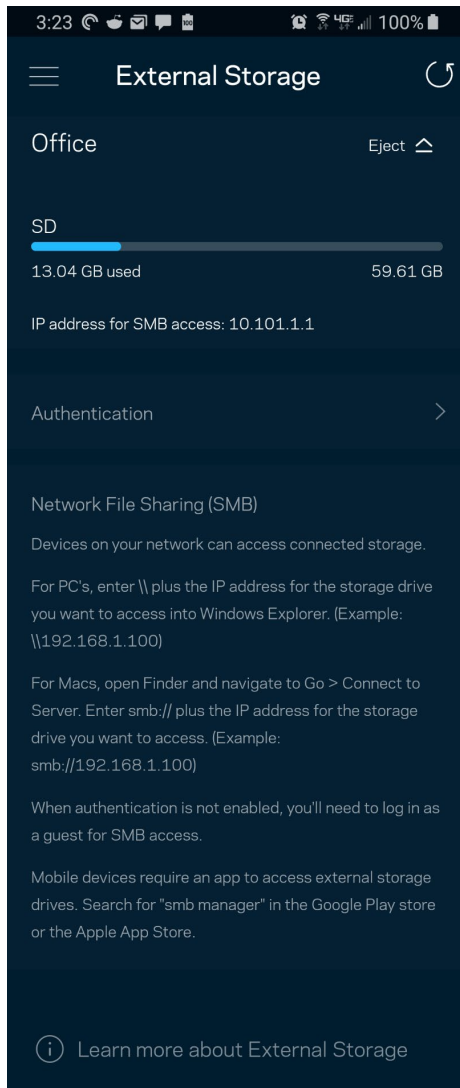 3:23 100 4GE 100%
External Storage
Office Eject
SD
13.04 GB used 59.61 GB
IP address for SMB access: 10.101.1.1
Authentication
Network File Sharing (SMB)
Devices on your network can access connected storage.
For PC's, enter \\ plus the IP address for the storage drive
you want to access into Windows Explorer. (Example:
\\192.168.1.100)
For Macs, open Finder and navigate to Go > Connect to
Server. Enter smb:// plus the IP address for the storage
drive you want to access. (Example:
smb://192.168.1.100)
When authentication is not enabled, you'll need to log in as
a guest for SMB access.
Mobile devices require an app to access external storage
drives. Search for "smb manager" in the Google Play store
or the Apple App Store.
Learn more about External Storage